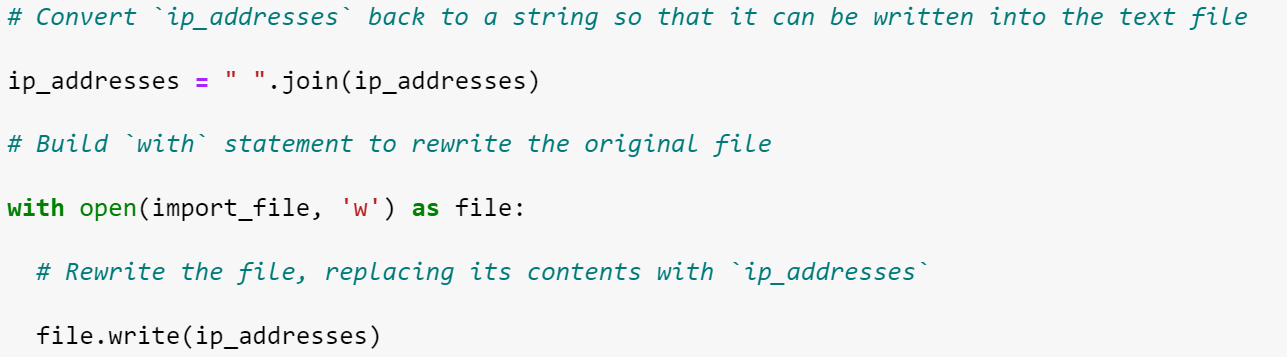 # Convert `ip_addresses` back to a string so that it can be written into the text file
ip_addresses = " ".join(ip_addresses)
# Build `with` statement to rewrite the original file
with open(import_file, 'w') as file:
  # Rewrite the file, replacing its contents with `ip_addresses`
  file.write(ip_addresses)